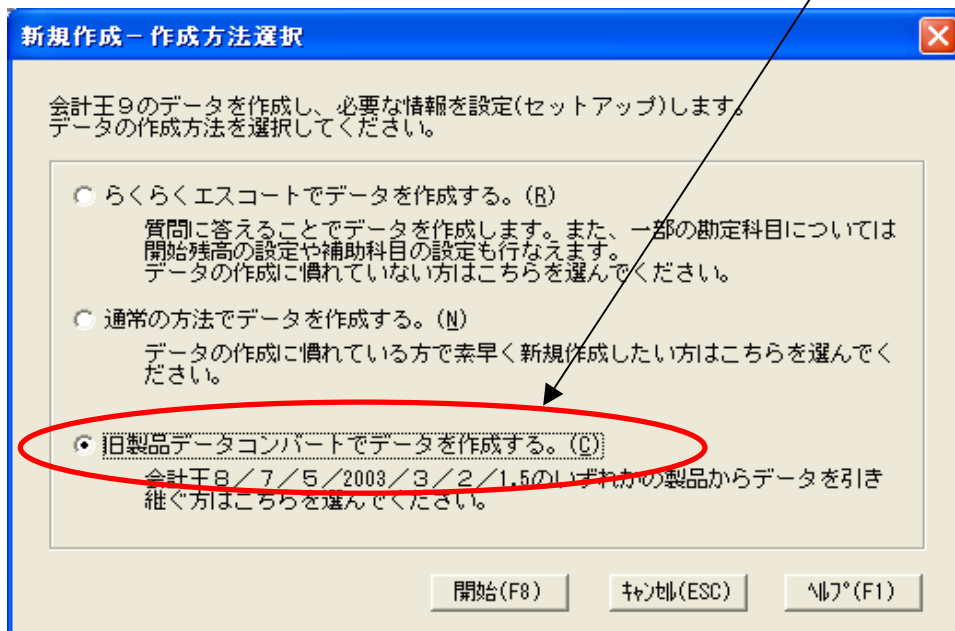 新規作成－作成方法選択
会計王９のデータを作成し、必要な情報を設定(セットアップ)します。
データの作成方法を選択してください。
らくらくエスコートでデータを作成する。(R)
質問に答えることでデータを作成します。また、一部の勘定科目については
開始残高の設定や補助科目の設定も行なえます。
データの作成に慣れていない方はこちらを選んでください。
通常の方法でデータを作成する。(N)
データの作成に慣れている方で素早く新規作成したい方はこちらを選んでく
ださい。
旧製品データコンバートでデータを作成する。(C)
会計王８／７／５／2003／３／２／1.5のいずれかの製品からデータを引き
継ぐ方はこちらを選んでください。
開始(F8)
ｷｬﾝｾﾙ(ESC)
ﾍﾙﾌﾟ(F1)